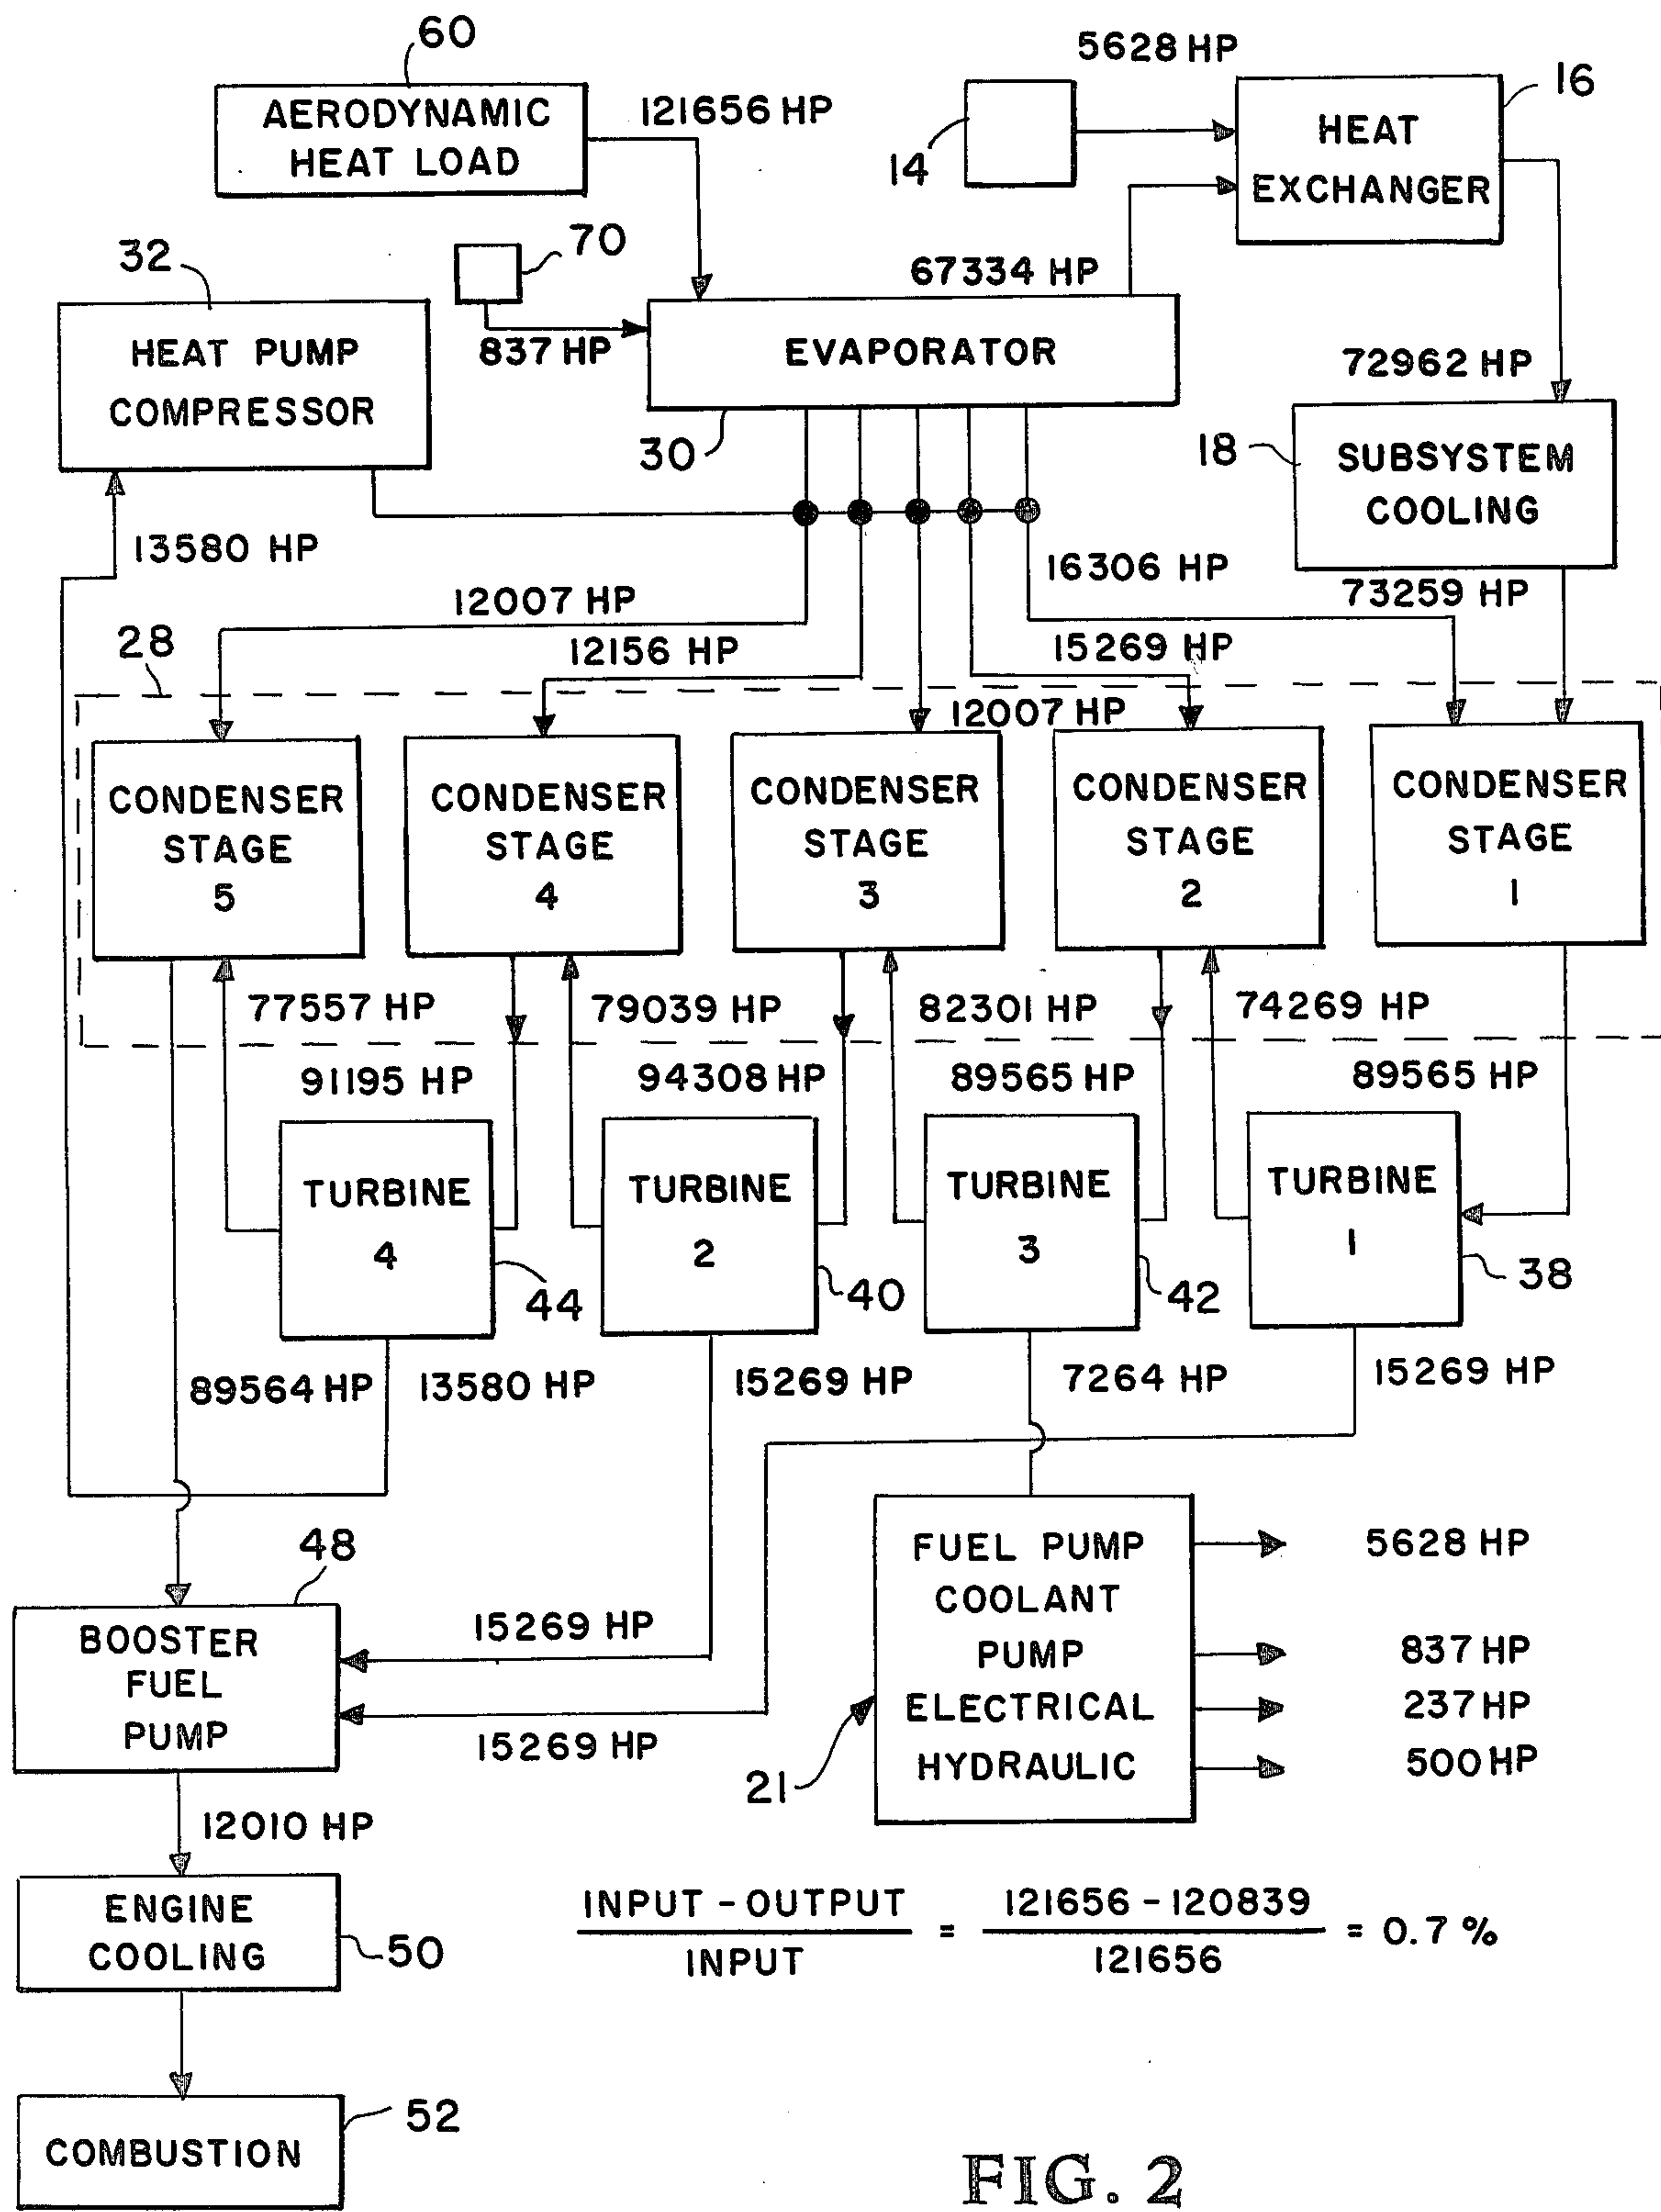 60
5628 HP
AERODYNAMIC
HEAT LOAD
121656 HP
14
HEAT
EXCHANGER
16
32
70
67334 HP
HEAT PUMP
COMPRESSOR
837 HP
EVAPORATOR
72962 HP
30
18
SUBSYSTEM
COOLING
13580 HP
16306 HP
73259 HP
12007 HP
28
12156 HP
15269 HP
12007 HP
CONDENSER
STAGE
5
CONDENSER
STAGE
4
CONDENSER
STAGE
3
CONDENSER
STAGE
2
CONDENSER
STAGE
1
77557 HP
79039 HP
82301 HP
74269 HP
91195 HP
94308 HP
89565 HP
89565 HP
TURBINE
4
TURBINE
2
TURBINE
3
TURBINE
1
44
40
42
38
89564 HP
13580 HP
15269 HP
7264 HP
15269 HP
48
BOOSTER
FUEL
PUMP
15269 HP
15269 HP
FUEL PUMP
COOLANT
PUMP
ELECTRICAL
HYDRAULIC
5628 HP
837 HP
237 HP
500 HP
21
12010 HP
ENGINE
COOLING
50
INPUT - OUTPUT
INPUT
=
121656 - 120839
121656
= 0.7 %
COMBUSTION
52
FIG. 2